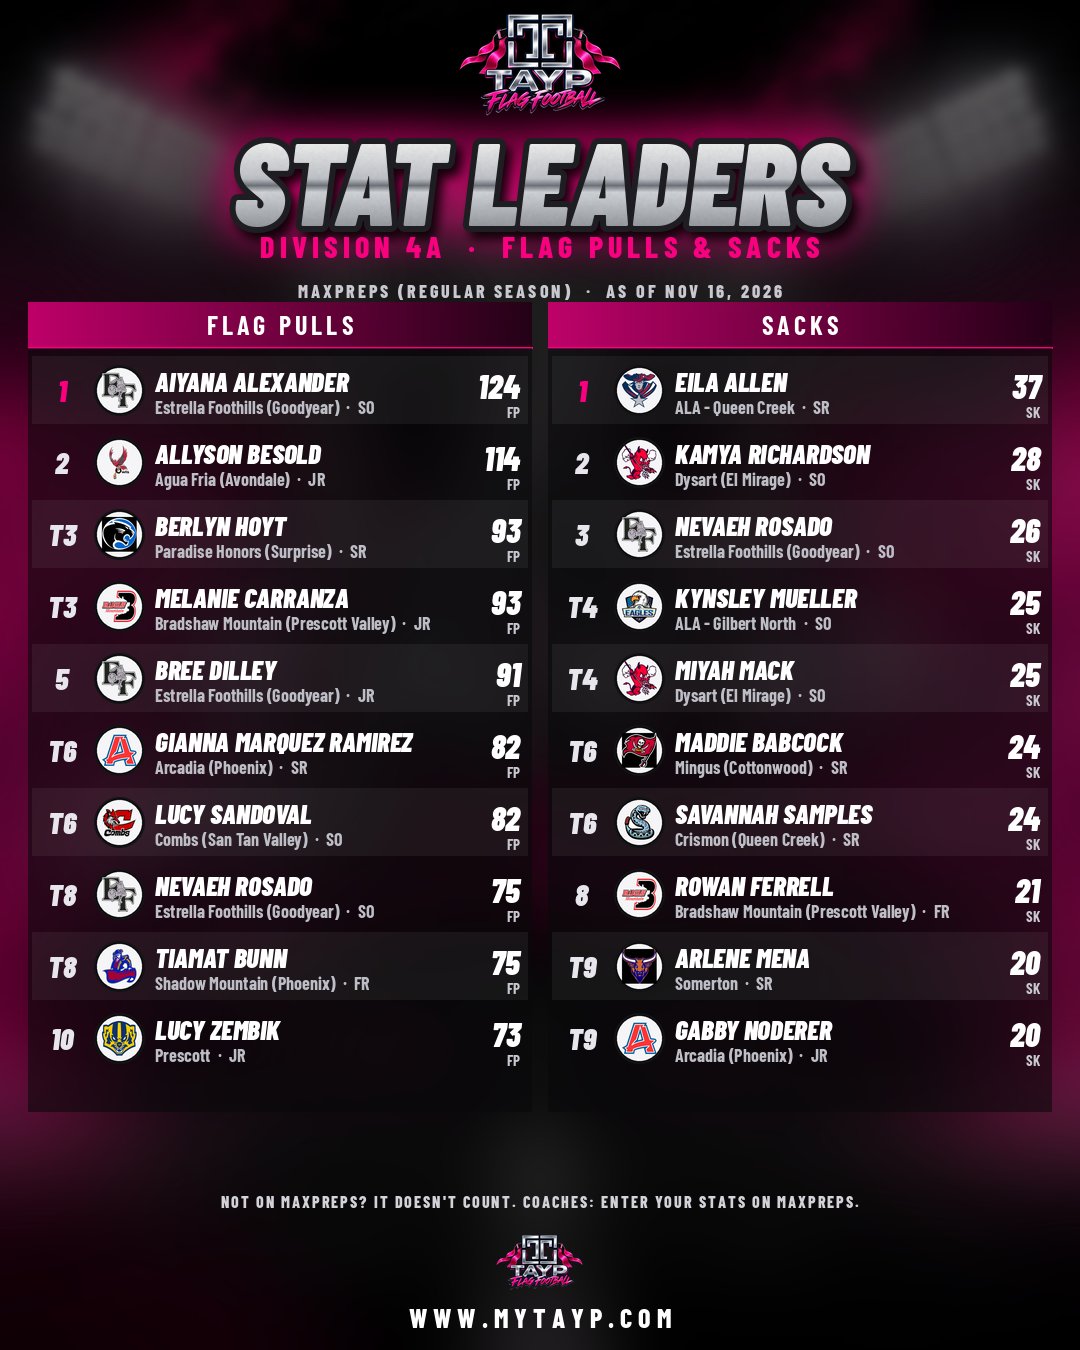 TAYP
FLAG FOOTBALL
STAT LEADERS
DIVISION 4A · FLAG PULLS & SACKS
MAXPREPS (REGULAR SEASON) · AS OF NOV 16, 2026
FLAG PULLS
1
AIYANA ALEXANDER
Estrella Foothills (Goodyear) · SO
124
FP
2
ALLYSON BESOLD
Agua Fria (Avondale) · JR
114
FP
T3
BERLYN HOYT
Paradise Honors (Surprise) · SR
93
FP
T3
MELANIE CARRANZA
Bradshaw Mountain (Prescott Valley) · JR
93
FP
5
BREE DILLEY
Estrella Foothills (Goodyear) · JR
91
FP
T6
GIANNA MARQUEZ RAMIREZ
Arcadia (Phoenix) · SR
82
FP
T6
Combs
LUCY SANDOVAL
Combs (San Tan Valley) · SO
82
FP
T8
NEVAEH ROSADO
Estrella Foothills (Goodyear) · SO
75
FP
T8
TIAMAT BUNN
Shadow Mountain (Phoenix) · FR
75
FP
10
LUCY ZEMBIK
Prescott · JR
73
FP
SACKS
1
EILA ALLEN
ALA - Queen Creek · SR
37
SK
2
KAMYA RICHARDSON
Dysart (El Mirage) · SO
28
SK
3
NEVAEH ROSADO
Estrella Foothills (Goodyear) · SO
26
SK
T4
EAGLES
KYNSLEY MUELLER
ALA - Gilbert North · SO
25
SK
T4
MIYAH MACK
Dysart (El Mirage) · SO
25
SK
T6
MADDIE BABCOCK
Mingus (Cottonwood) · SR
24
SK
T6
SAVANNAH SAMPLES
Crismon (Queen Creek) · SR
24
SK
8
ROWAN FERRELL
Bradshaw Mountain (Prescott Valley) · FR
21
SK
T9
ARLENE MENA
Somerton · SR
20
SK
T9
GABBY NODERER
Arcadia (Phoenix) · JR
20
SK
NOT ON MAXPREPS? IT DOESN'T COUNT. COACHES: ENTER YOUR STATS ON MAXPREPS.
TAYP
FLAG FOOTBALL
WWW.MYTAYP.COM